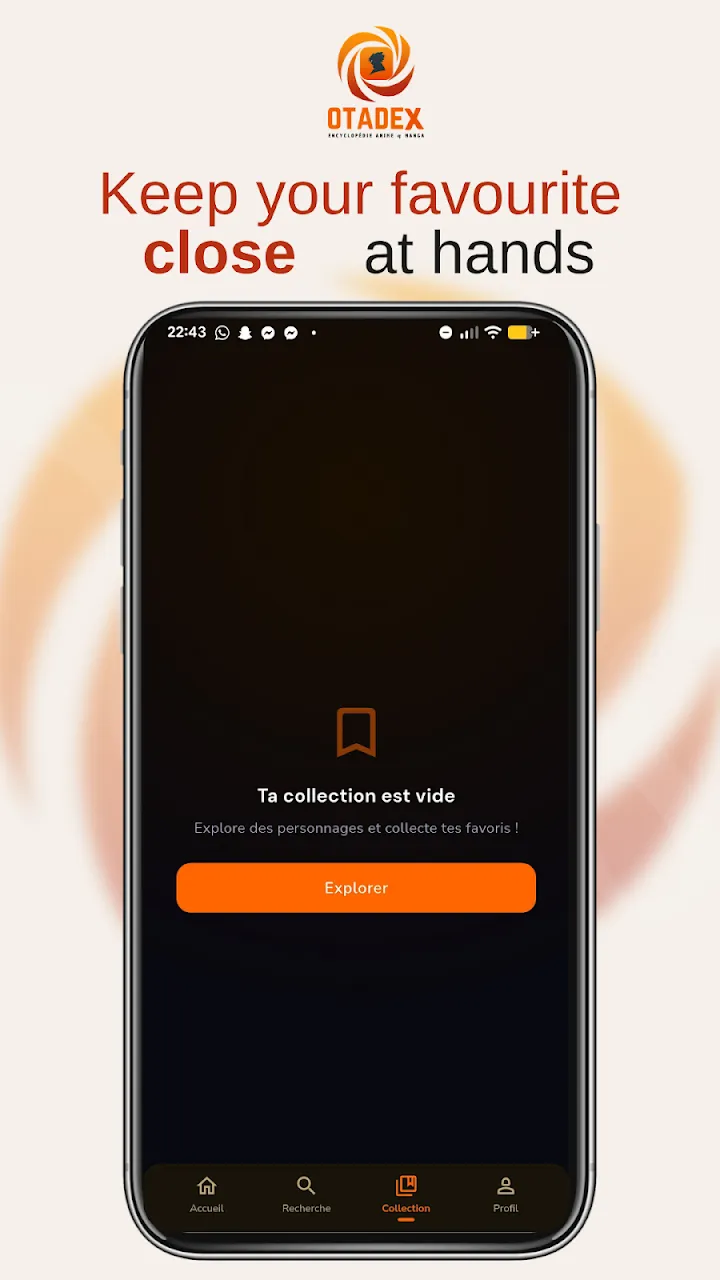 OTADEX
ENCYCLOPÉDIE ANIME & MANGA
Keep your favourite
close at hands
22:43
Ta collection est vide
Explore des personnages et collecte tes favoris !
Explorer
Accueil
Recherche
Collection
Profil